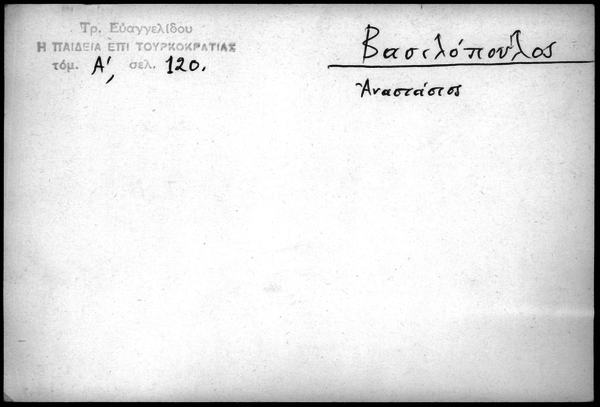 Τρ. Εὐαγγελίδου
Η ΠΑΙΔΕΙΑ ΕΠΙ ΤΟΥΡΚΟΚΡΑΤΙΑΣ
τόμ. Α', σελ. 120.
Βασιλόπουλος
Ἀναστάσιος